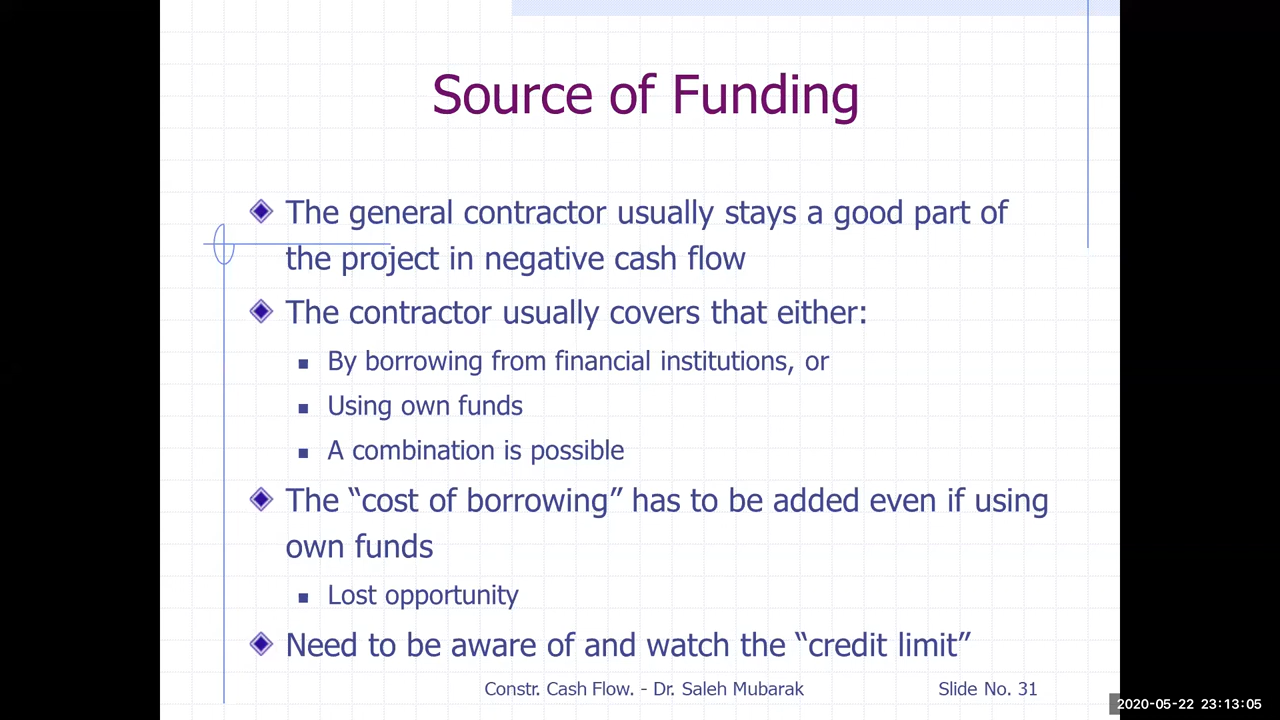 Source of Funding
The general contractor usually stays a good part of
the project in negative cash flow
The contractor usually covers that either:
By borrowing from financial institutions, or
Using own funds
A combination is possible
The “cost of borrowing” has to be added even if using
own funds
Lost opportunity
Need to be aware of and watch the “credit limit”
Constr. Cash Flow. - Dr. Saleh Mubarak
Slide No. 31
2020-05-22 23:13:05